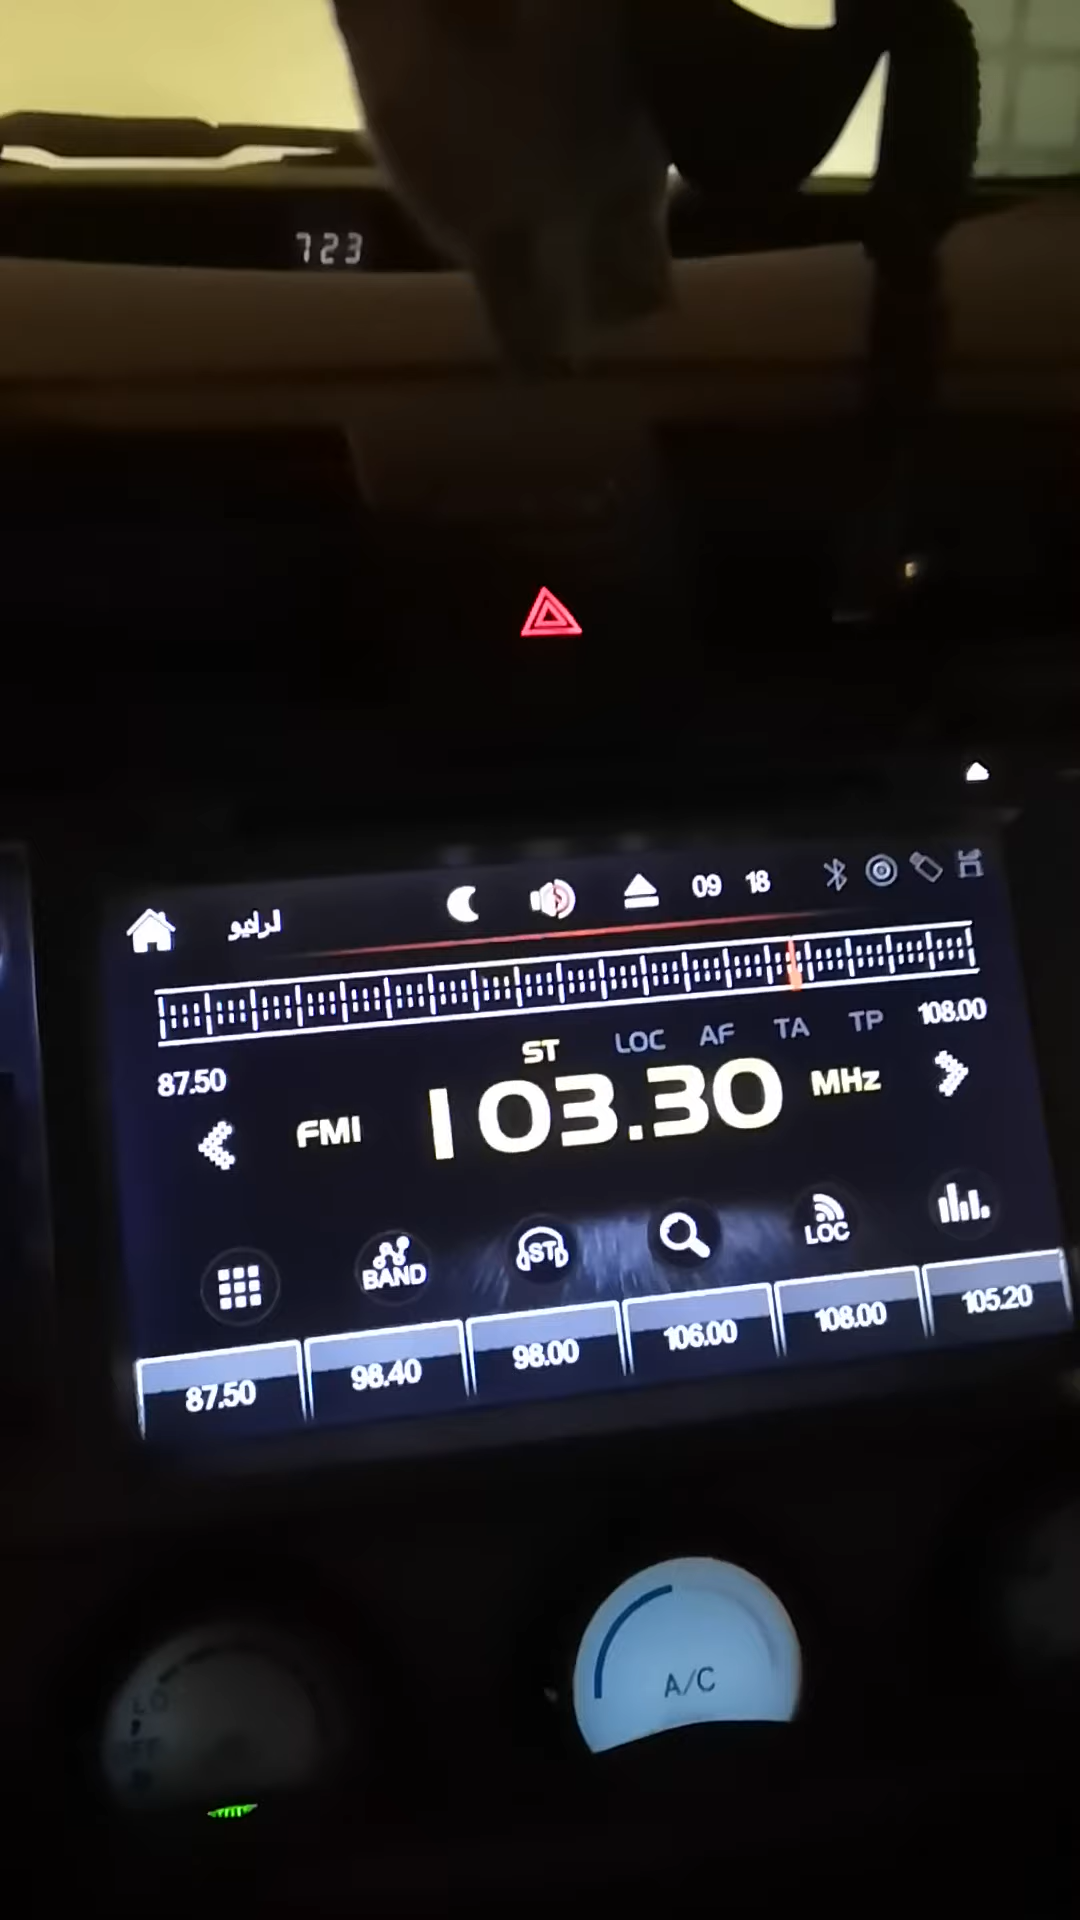 723
لراديو
09 18
87.50
ST LOC AF TA TP
108.00
FMI 103.30 MHz
BAND
ST
LOC
87.50 98.40 98.00 106.00 108.00 105.20
A/C